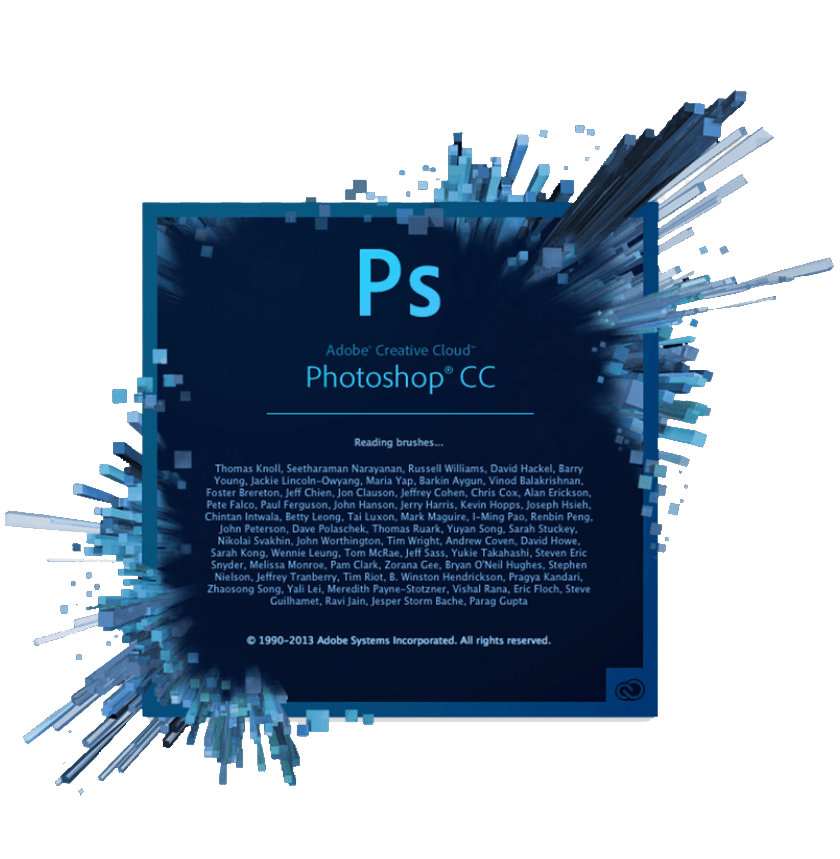 Ps
Adobe® Creative Cloud™
Photoshop® CC
Reading brushes...
Thomas Knoll, Seetharaman Narayanan, Russell Williams, David Hackel, Barry
Young, Jackie Lincoln-Owyang, Maria Yap, Barkin Aygun, Vinod Balakrishnan,
Foster Brereton, Jeff Chien, Jon Clauson, Jeffrey Cohen, Chris Cox, Alan Erickson,
Pete Falco, Paul Ferguson, John Hanson, Jerry Harris, Kevin Hopps, Joseph Hsieh,
Chintan Intwala, Betty Leong, Tai Luxon, Mark Maguire, I-Ming Pao, Renbin Peng,
John Peterson, Dave Polaschek, Thomas Ruark, Yuyan Song, Sarah Stuckey,
Nikolai Svakhin, John Worthington, Tim Wright, Andrew Coven, David Howe,
Sarah Kong, Wennie Leung, Tom McRae, Jeff Sass, Yukie Takahashi, Steven Eric
Snyder, Melissa Monroe, Pam Clark, Zorana Gee, Bryan O'Neil Hughes, Stephen
Nielson, Jeffrey Tranberry, Tim Riot, B. Winston Hendrickson, Pragya Kandari,
Zhaosong Song, Yali Lei, Meredith Payne-Stotzner, Vishal Rana, Eric Floch, Steve
Guilhamet, Ravi Jain, Jesper Storm Bache, Parag Gupta
© 1990-2013 Adobe Systems Incorporated. All rights reserved.